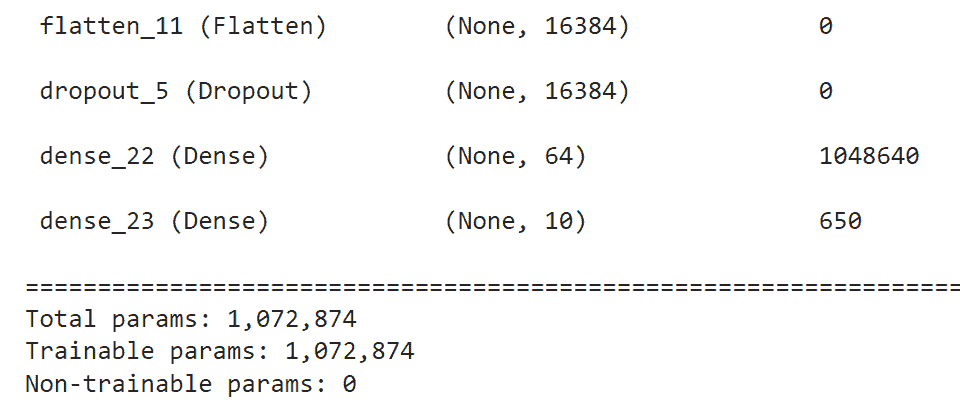 flatten_11 (Flatten) (None, 16384) 0
dropout_5 (Dropout) (None, 16384) 0
dense_22 (Dense) (None, 64) 1048640
dense_23 (Dense) (None, 10) 650
=================================================================
Total params: 1,072,874
Trainable params: 1,072,874
Non-trainable params: 0